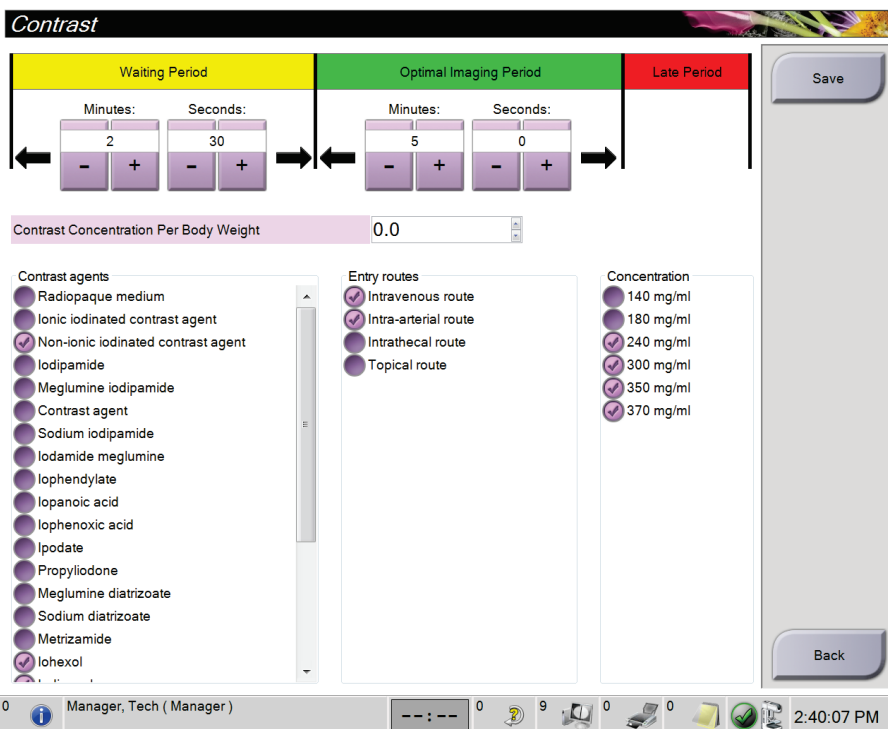 Contrast
Waiting Period
Optimal Imaging Period
Late Period
Save
Minutes:
Seconds:
Minutes:
Seconds:
2
30
5
0
- + - + - + - +
Contrast Concentration Per Body Weight
0.0
Contrast agents
Radiopaque medium
Ionic iodinated contrast agent
Non-ionic iodinated contrast agent
Iodipamide
Meglumine iodipamide
Contrast agent
Sodium iodipamide
Iodamide meglumine
Iophendylate
Iopanoic acid
Iophenoxic acid
Ipodate
Propyliodone
Meglumine diatrizoate
Sodium diatrizoate
Metrizamide
Iohexol
Entry routes
Intravenous route
Intra-arterial route
Intrathecal route
Topical route
Concentration
140 mg/ml
180 mg/ml
240 mg/ml
300 mg/ml
350 mg/ml
370 mg/ml
Back
0
Manager, Tech ( Manager )
--:--
0
9
0
0
2:40:07 PM